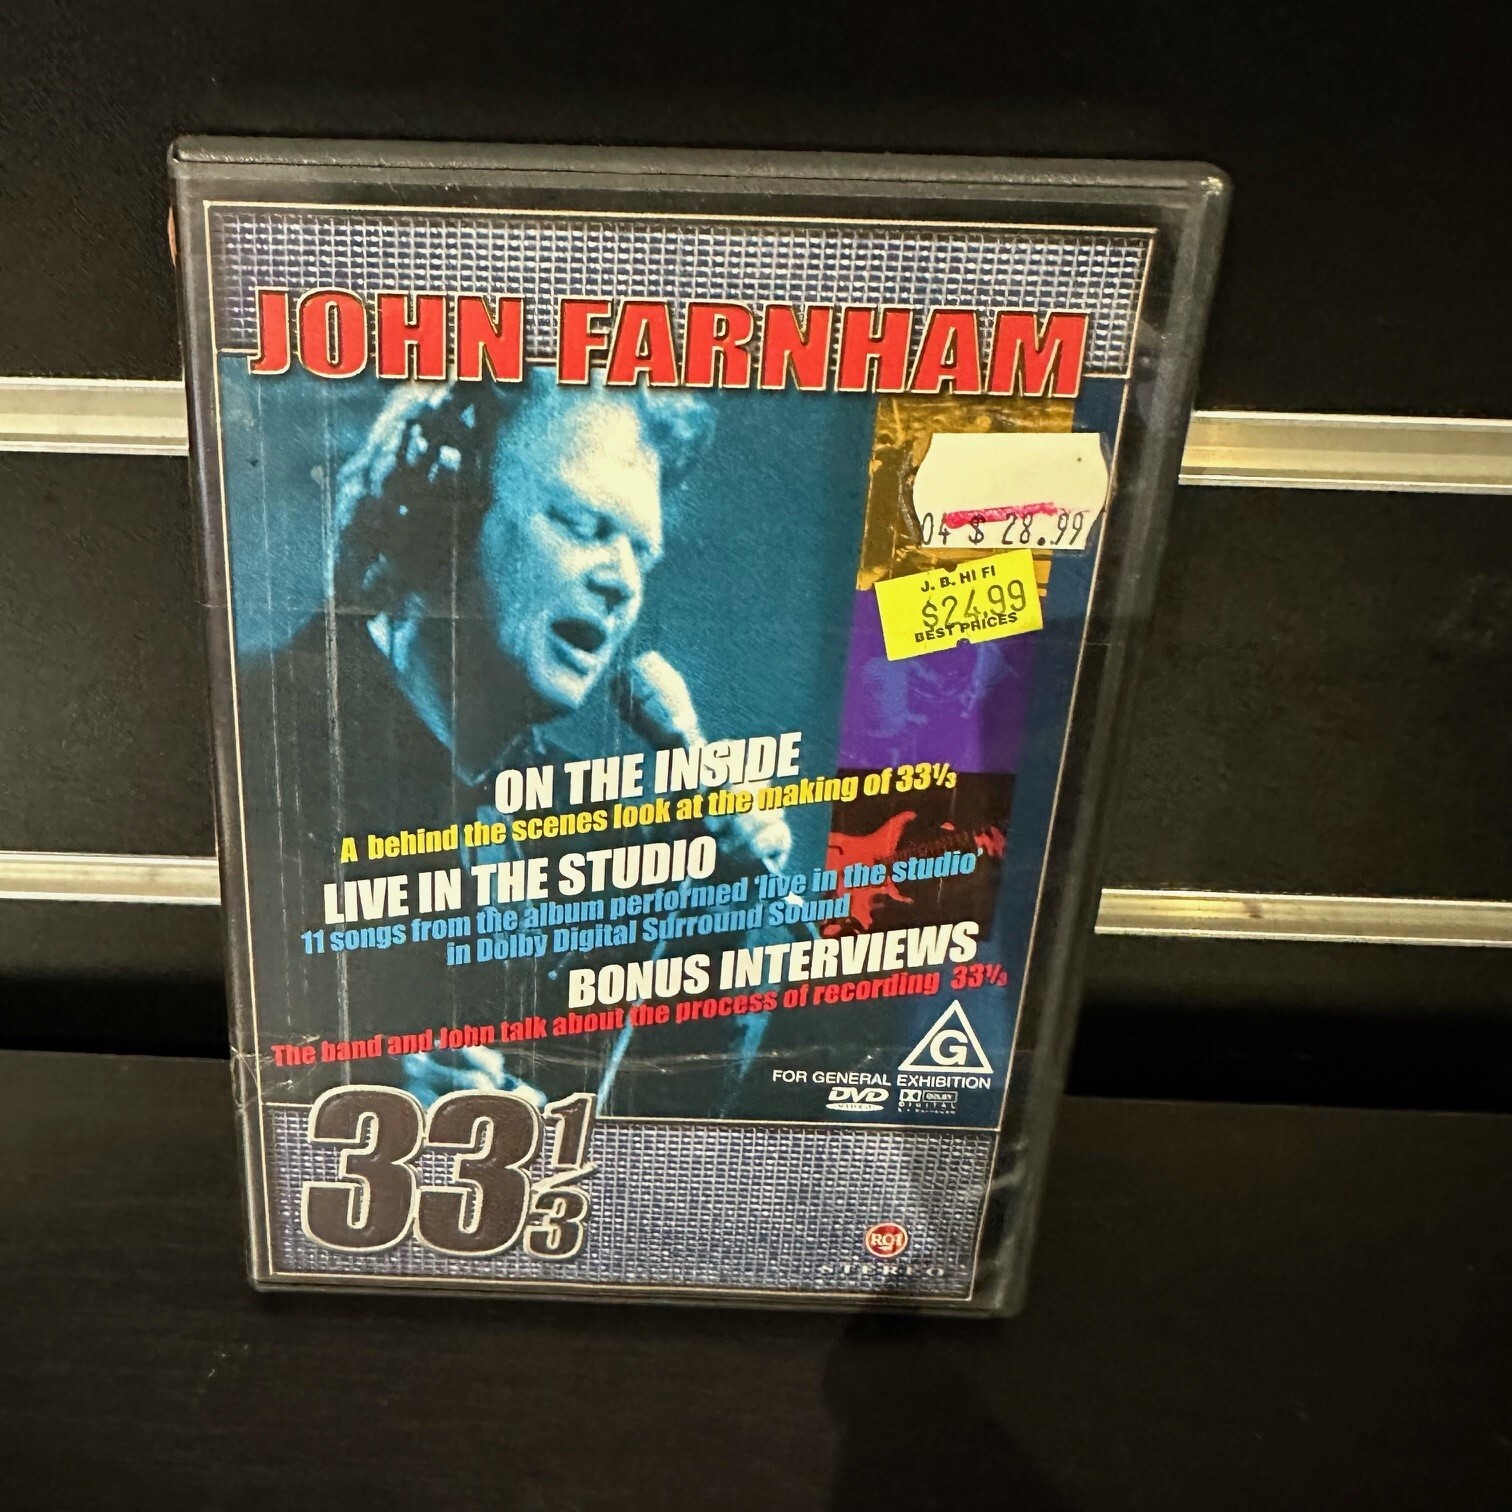 JOHN FARNHAM
04 $ 28.99
J. B. HI FI
$24.99
BEST PRICES
ON THE INSIDE
A behind the scenes look at the making of 33⅓
LIVE IN THE STUDIO
11 songs from the album performed 'live in the studio'
in Dolby Digital Surround Sound
BONUS INTERVIEWS
The band and John talk about the process of recording 33⅓
G
FOR GENERAL EXHIBITION
DVD
VIDEO
DOLBY
DIGITAL
33⅓
RCA
STEREO